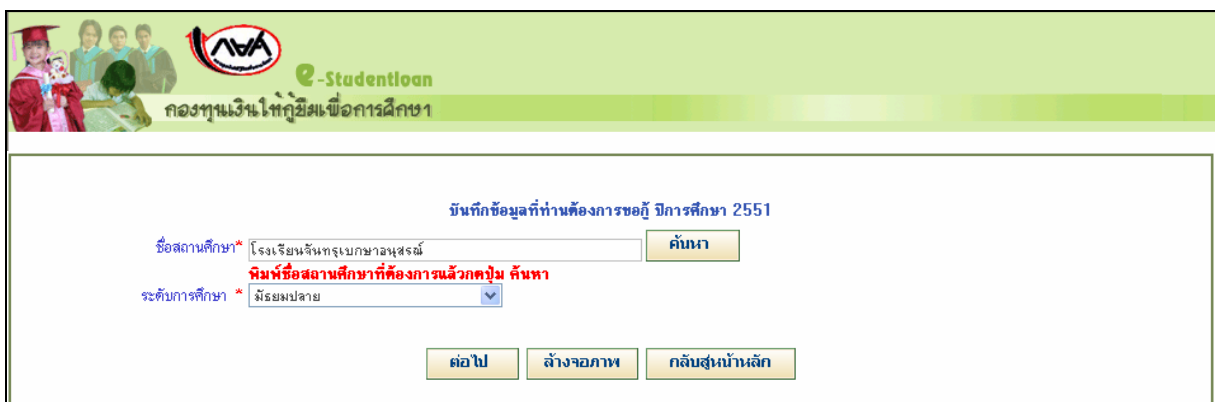 กยศ
e-Studentloan
กองทุนเงินให้กู้ยืมเพื่อการศึกษา
บันทึกข้อมูลที่ท่านต้องการขอกู้ ปีการศึกษา 2551
ชื่อสถานศึกษา* โรงเรียนจันทรุเบกษาอนุสรณ์ ค้นหา
พิมพ์ชื่อสถานศึกษาที่ต้องการแล้วกดปุ่ม ค้นหา
ระดับการศึกษา * มัธยมปลาย
ต่อไป ล้างจอภาพ กลับสู่หน้าหลัก